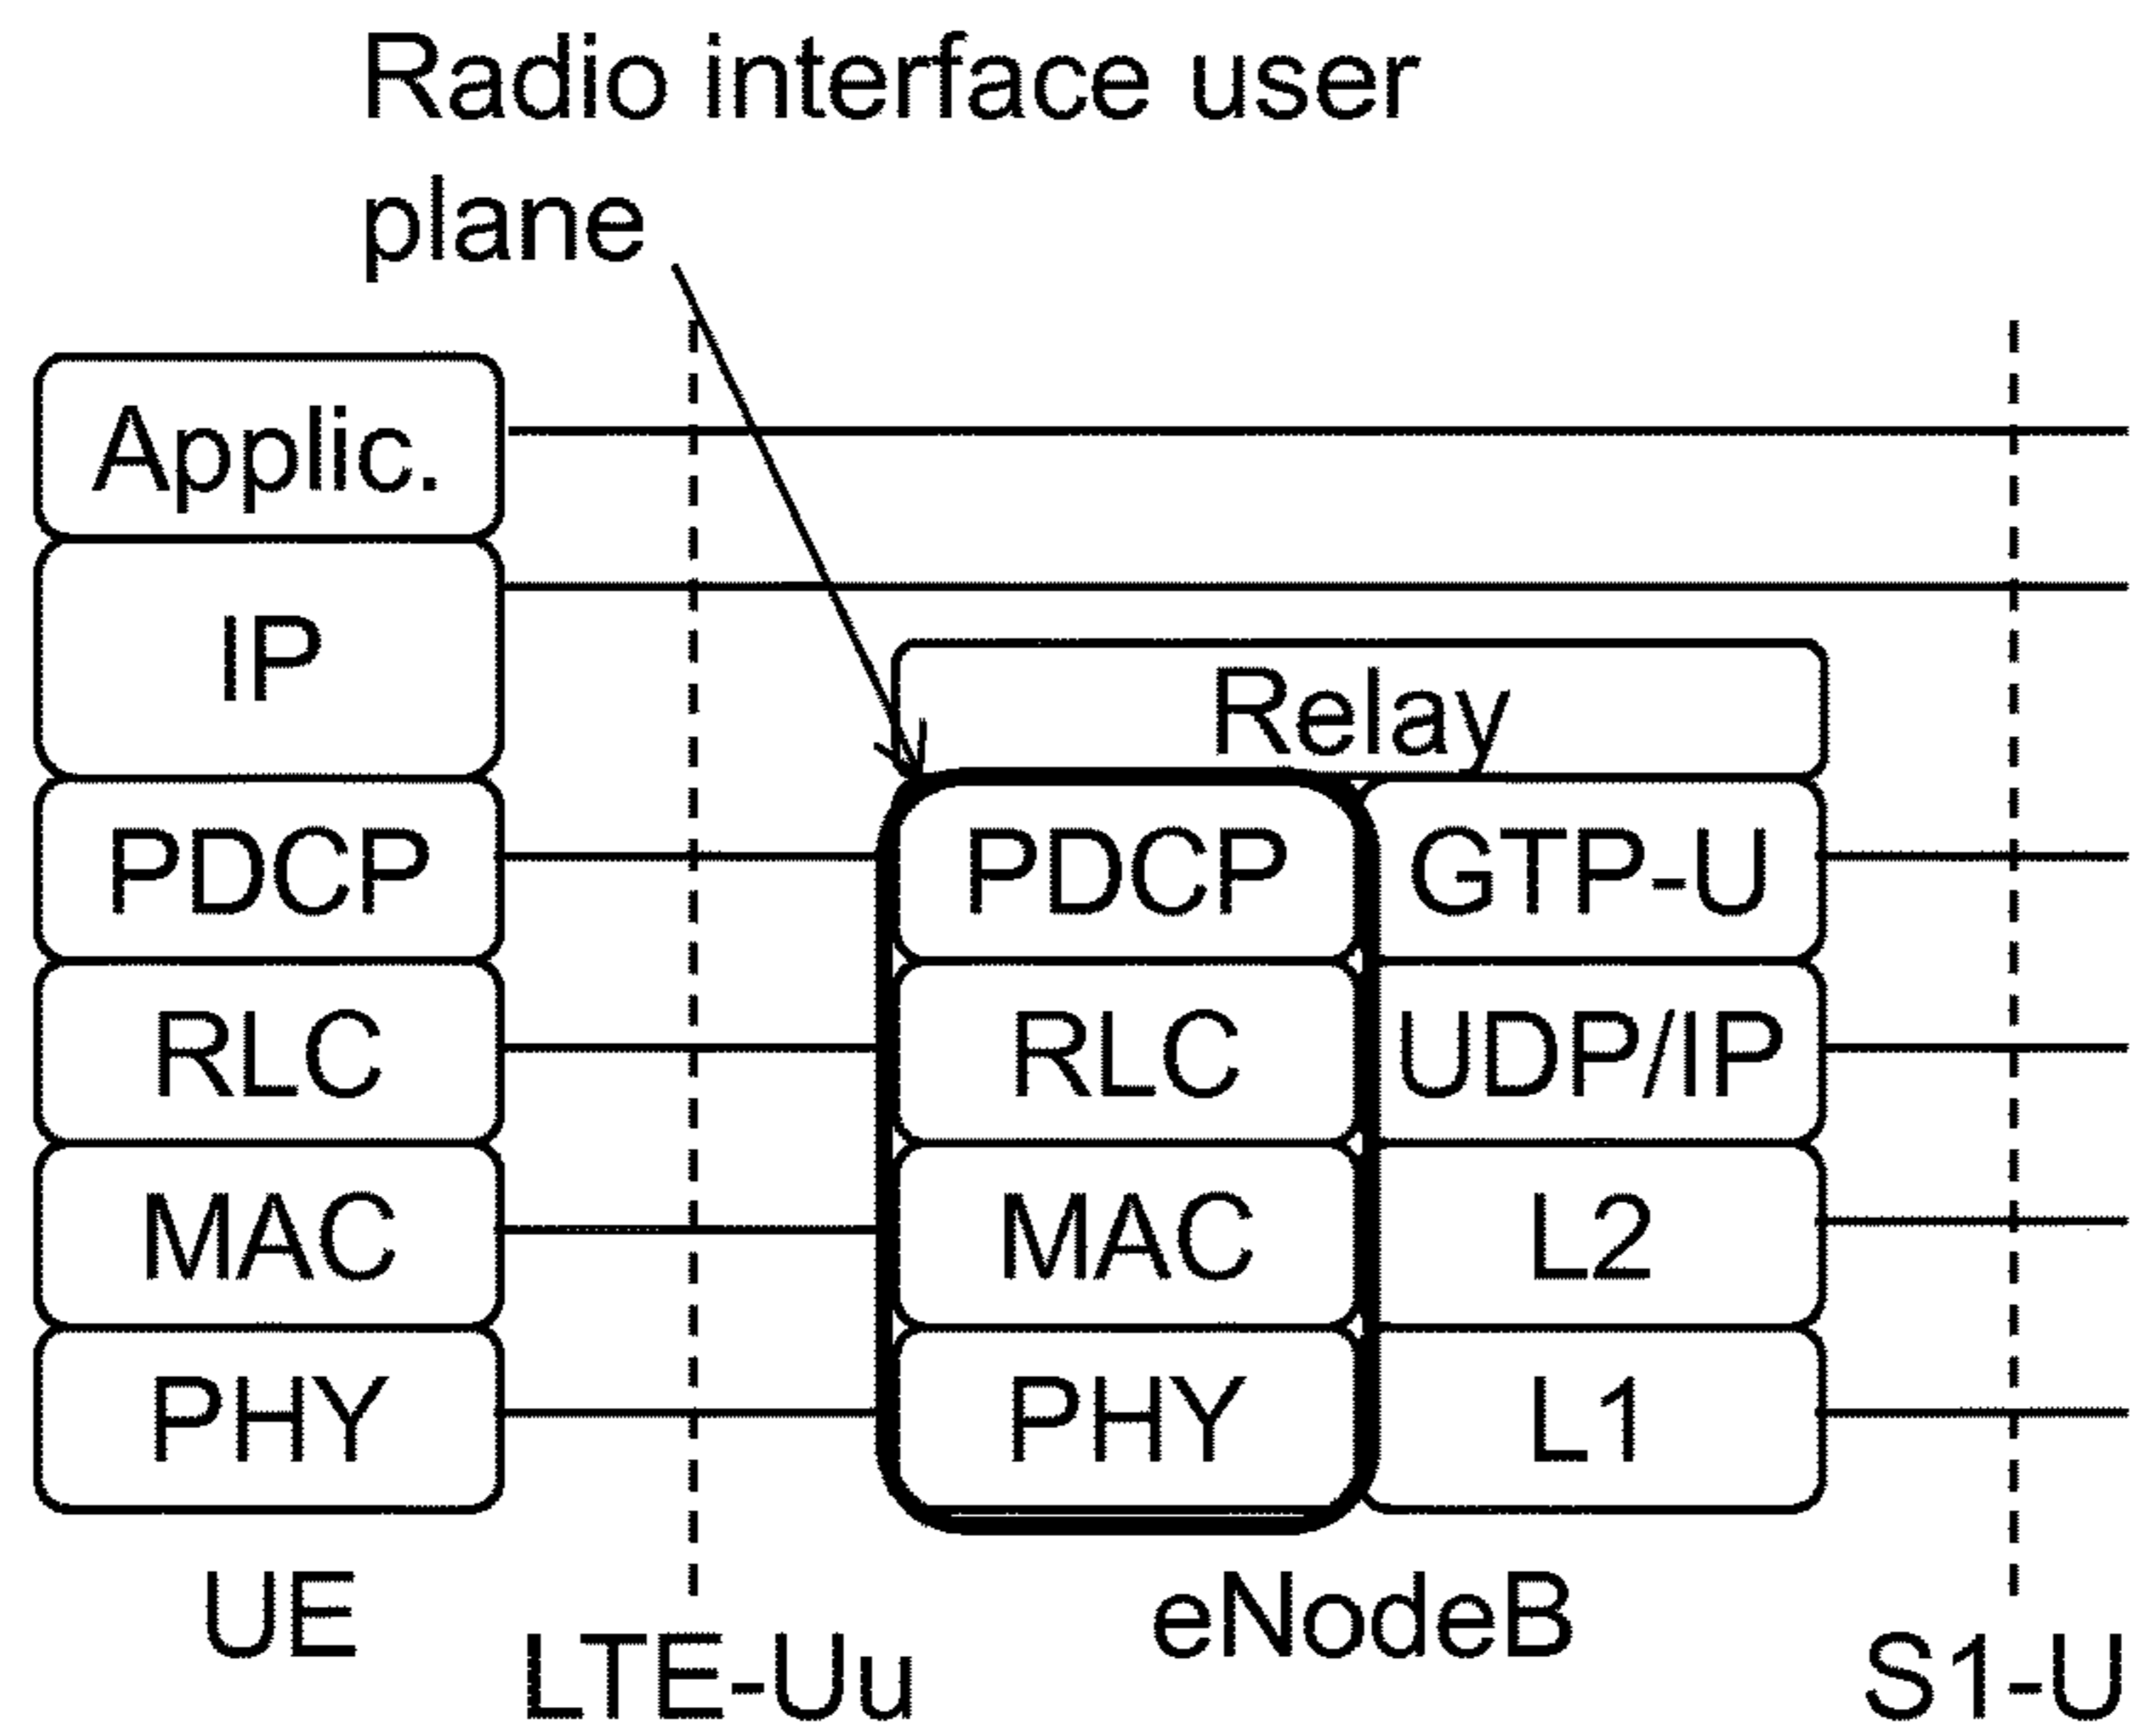 Radio interface user
plane
Applic.
IP
Relay
PDCP
PDCP
GTP-U
RLC
RLC
UDP/IP
MAC
MAC
L2
PHY
PHY
L1
UE
LTE-Uu
eNodeB
S1-U